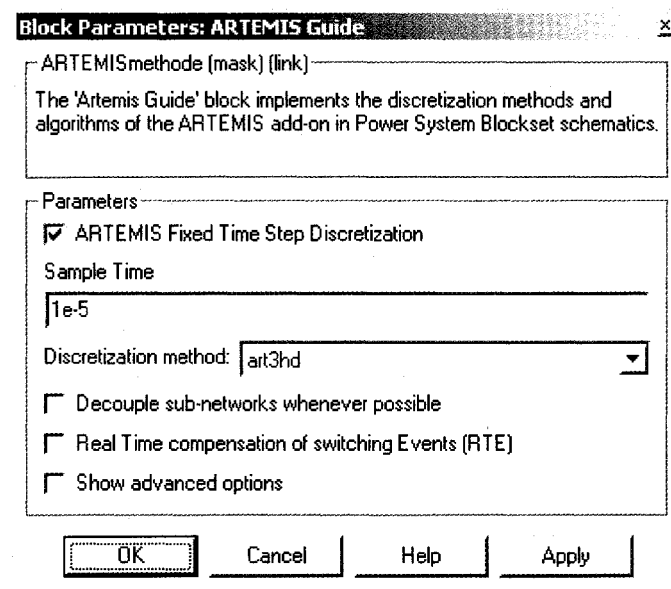 Block Parameters: ARTEMIS Guide
ARTEMISmethode (mask) (link)
The 'Artemis Guide' block implements the discretization methods and
algorithms of the ARTEMIS add-on in Power System Blockset schematics.
Parameters
ARTEMIS Fixed Time Step Discretization
Sample Time
1e-5
Discretization method: art3hd
Decouple sub-networks whenever possible
Real Time compensation of switching Events (RTE)
Show advanced options
OK Cancel Help Apply